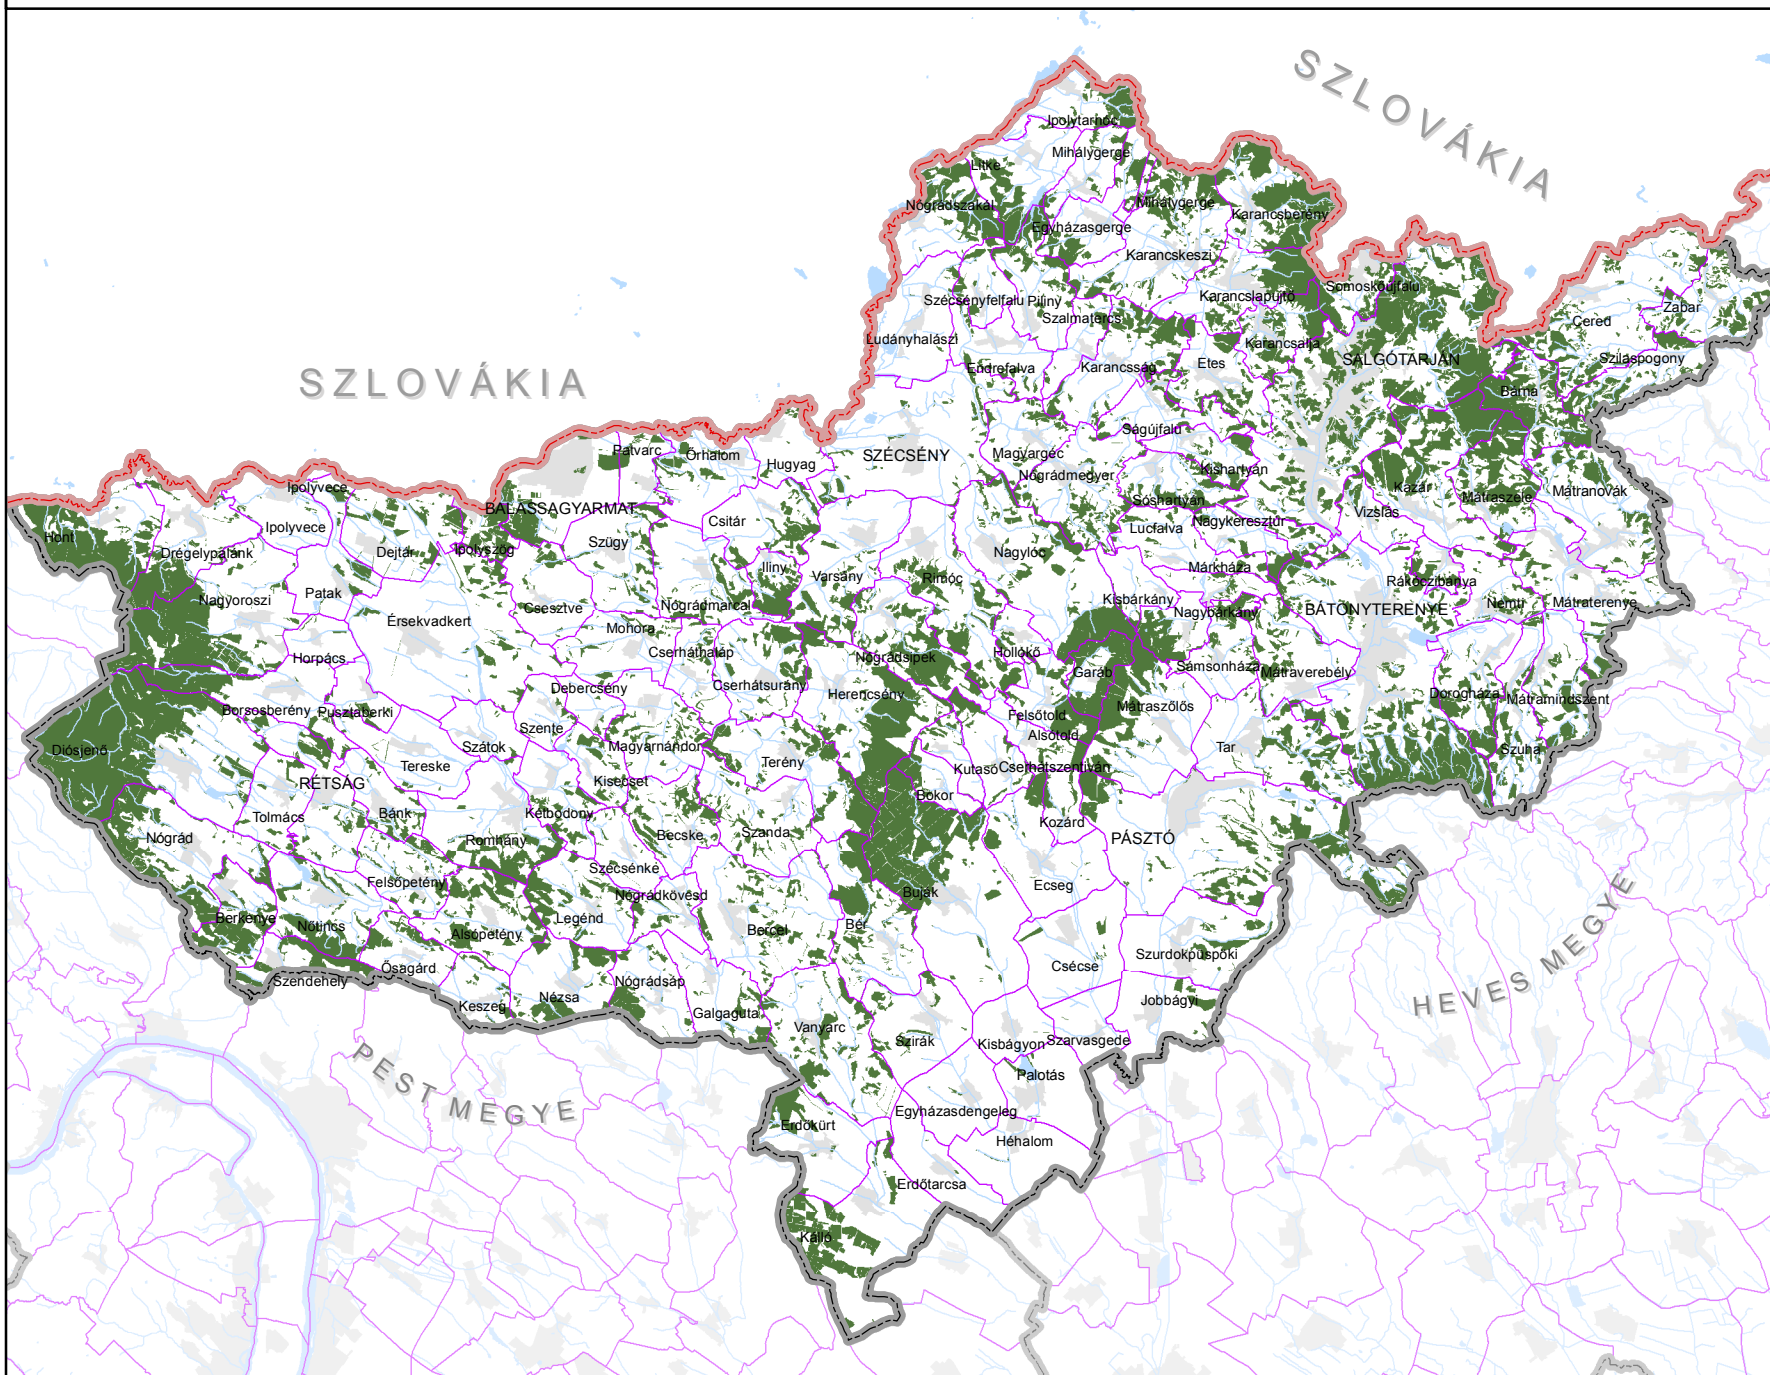 SZLOVÁKIA
Ipolytarnóc
Mihálygerge
Litke
Nógrádszakál
Mihálygerge
Karancsberény
Egyházasgerge
Karancskeszi
Szécsényfelfalu
Piliny
Karancslapujtő
Somoskőújfalu
Zabar
Szalmatercs
Cered
Ludányhalászi
Karancsalja
SALGÓTARJÁN
Szilaspogony
Etes
Endrefalva
Karancsság
SZLOVÁKIA
Bárna
Ságújfalu
Patvarc
Őrhalom
Hugyag
SZÉCSÉNY
Magyargéc
Nógrádmegyer
Kishartyán
Ipolyvece
Kazár
Mátraszele
Mátranovák
Sóshartyán
BALASSAGYARMAT
Vizslás
Ipolyvece
Csitár
Lucfalva
Nagykeresztúr
Hont
Drégelypalánk
Dejtár
Ipolyszög
Szügy
Nagylóc
Iliny
Varsány
Rimóc
Márkháza
Rákóczibánya
Nagyoroszi
Patak
Kisbárkány
Nagybárkány
BÁTONYTERENYE
Nemti
Mátraterenye
Csesztve
Nógrádmarcal
Érsekvadkert
Mohora
Horpács
Cserháthaláp
Nógrádsipek
Hollókő
Garáb
Sámsonháza
Mátraverebély
Debercsény
Cserhátsurány
Herencsény
Dorogháza
Mátramindszent
Borsosberény
Pusztaberki
Felsőtold
Mátraszőlős
Szente
Alsótold
Diósjenő
Szátok
Magyarnándor
Tar
Szuha
Tereske
Terény
Kutasó
Cserhátszentiván
RÉTSÁG
Kisecset
Bokor
Tolmács
Bánk
Kétbodony
Kozárd
Nógrád
Romhány
Becske
Szanda
PÁSZTÓ
Szécsénke
Felsőpetény
Nógrádkövesd
Buják
Ecseg
Berkenye
Nőtincs
Legénd
Bér
Bercel
Alsópetény
Szurdokpüspöki
Ősagárd
Csécse
Szendehely
Nógrádsáp
Nézsa
Jobbágyi
Keszeg
Galgaguta
HEVES MEGYE
Vanyarc
Szirák
Kisbágyon
Szarvasgede
PEST MEGYE
Palotás
Egyházasdengeleg
Erdőkürt
Héhalom
Erdőtarcsa
Kálló